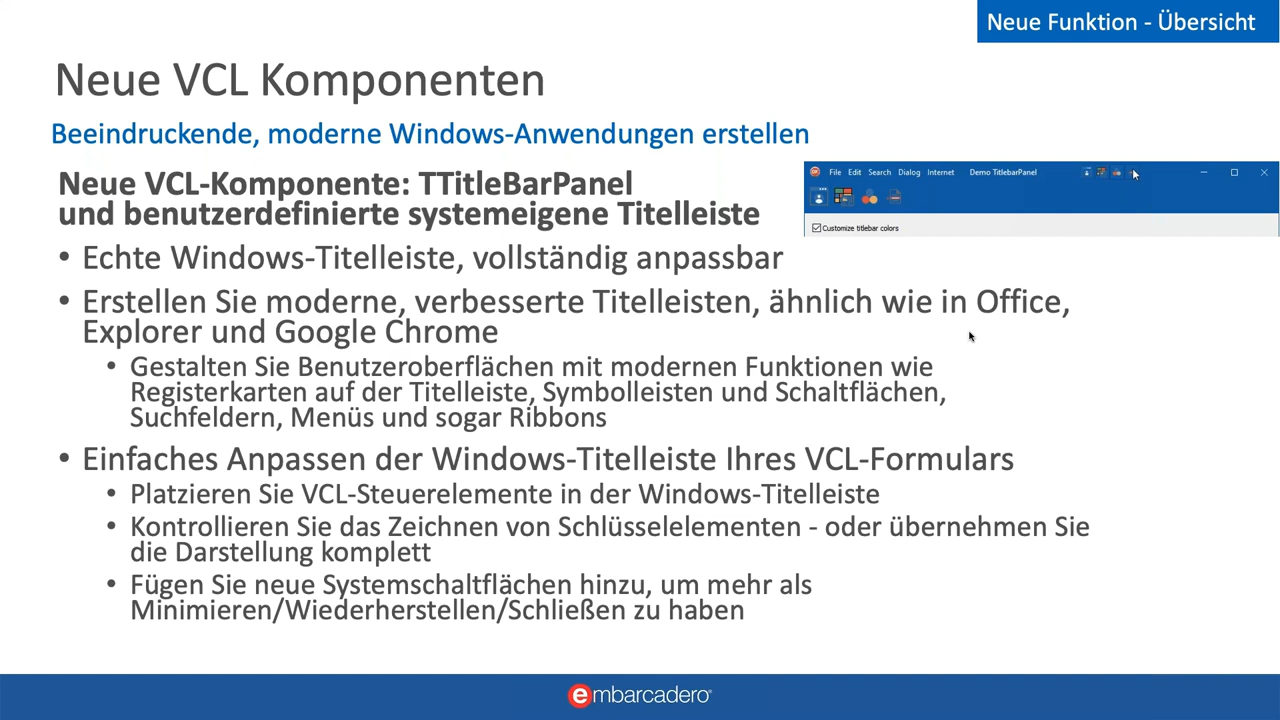 Neue Funktion - Übersicht
Neue VCL Komponenten
Beeindruckende, moderne Windows-Anwendungen erstellen
Neue VCL-Komponente: TTitleBarPanel
und benutzerdefinierte systemeigene Titelleiste
File Edit Search Dialog Internet Demo TitlebarPanel
Customize titlebar colors
• Echte Windows-Titelleiste, vollständig anpassbar
• Erstellen Sie moderne, verbesserte Titelleisten, ähnlich wie in Office,
Explorer und Google Chrome
• Gestalten Sie Benutzeroberflächen mit modernen Funktionen wie
Registerkarten auf der Titelleiste, Symbolleisten und Schaltflächen,
Suchfeldern, Menüs und sogar Ribbons
• Einfaches Anpassen der Windows-Titelleiste Ihres VCL-Formulars
• Platzieren Sie VCL-Steuerelemente in der Windows-Titelleiste
• Kontrollieren Sie das Zeichnen von Schlüsselelementen - oder übernehmen Sie
die Darstellung komplett
• Fügen Sie neue Systemschaltflächen hinzu, um mehr als
Minimieren/Wiederherstellen/Schließen zu haben
embarcadero